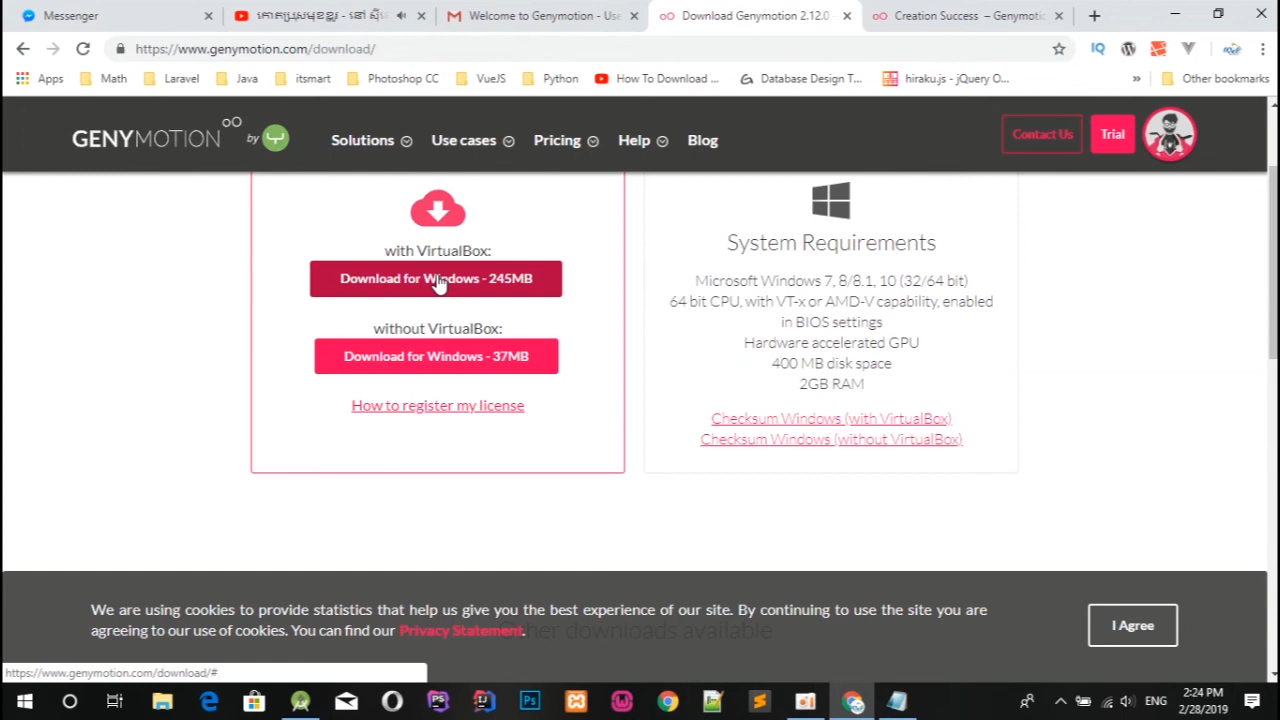 Messenger
Welcome to Genymotion - Use
Download Genymotion 2.12.0
Creation Success – Genymotio
https://www.genymotion.com/download/
Apps
Math
Laravel
Java
itsmart
Photoshop CC
VueJS
Python
How To Download ...
Database Design T...
hiraku.js - jQuery O...
»
Other bookmarks
GENYMOTION by
Solutions
Use cases
Pricing
Help
Blog
Contact Us
Trial
with VirtualBox:
Download for Windows - 245MB
without VirtualBox:
Download for Windows - 37MB
How to register my license
System Requirements
Microsoft Windows 7, 8/8.1, 10 (32/64 bit)
64 bit CPU, with VT-x or AMD-V capability, enabled
in BIOS settings
Hardware accelerated GPU
400 MB disk space
2GB RAM
Checksum Windows (with VirtualBox)
Checksum Windows (without VirtualBox)
We are using cookies to provide statistics that help us give you the best experience of our site. By continuing to use the site you are
agreeing to our use of cookies. You can find our Privacy Statement.
Other downloads available
I Agree
https://www.genymotion.com/download/#
ENG
2:24 PM
2/28/2019